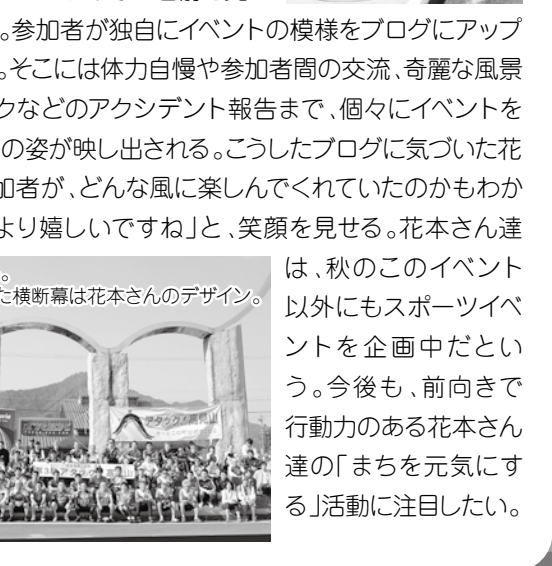 。参加者が独自にイベントの模様をブログにアップ
。そこには体力自慢や参加者間の交流、奇麗な風景
クなどのアクシデント報告まで、個々にイベントを
の姿が映し出される。こうしたブログに気づいた花
加者が、どんな風に楽しんでくれていたのかもわか
より嬉しいですね」と、笑顔を見せる。花本さん達
は、秋のこのイベント
以外にもスポーツイベ
ントを企画中だとい
う。今後も、前向きで
行動力のある花本さん
達の「まちを元気にす
る」活動に注目したい。
。
た横断幕は花本さんのデザイン。